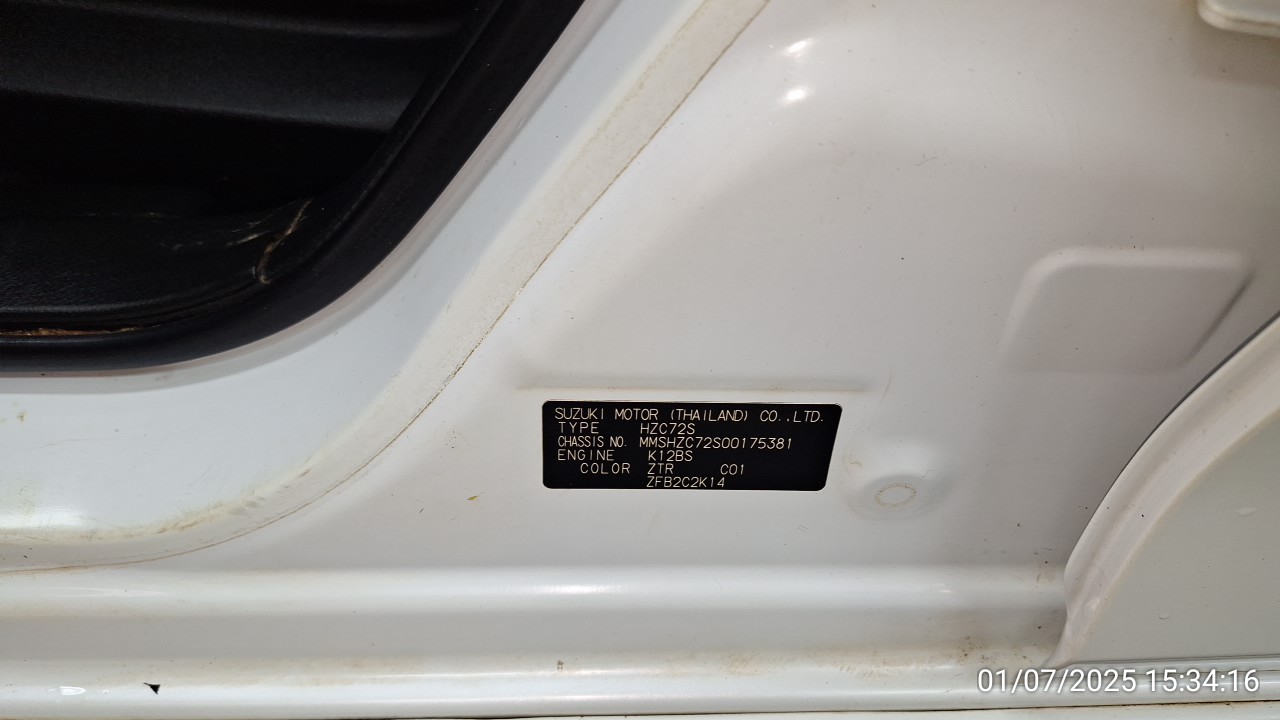 SUZUKI MOTOR (THAILAND) CO.,LTD.
TYPE HZC72S
CHASSIS NO. MMSHZC72S00175381
ENGINE K12BS
COLOR ZTR C01
ZFB2C2K14
01/07/2025 15:34:16